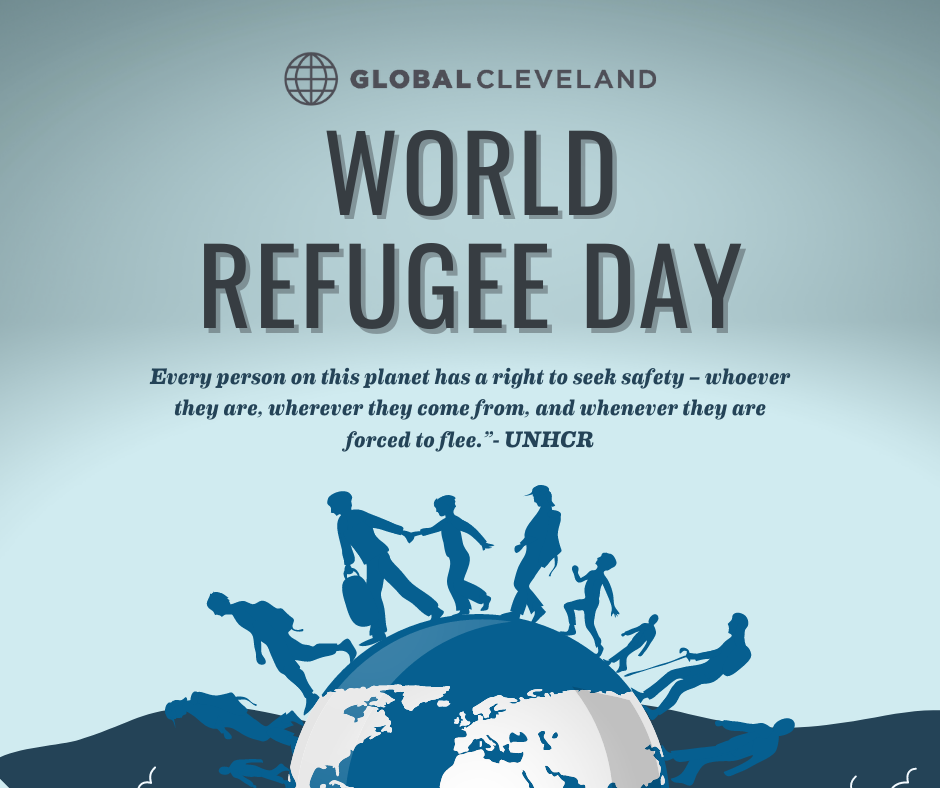 GLOBAL CLEVELAND
WORLD
REFUGEE DAY
Every person on this planet has a right to seek safety – whoever
they are, wherever they come from, and whenever they are
forced to flee.”- UNHCR